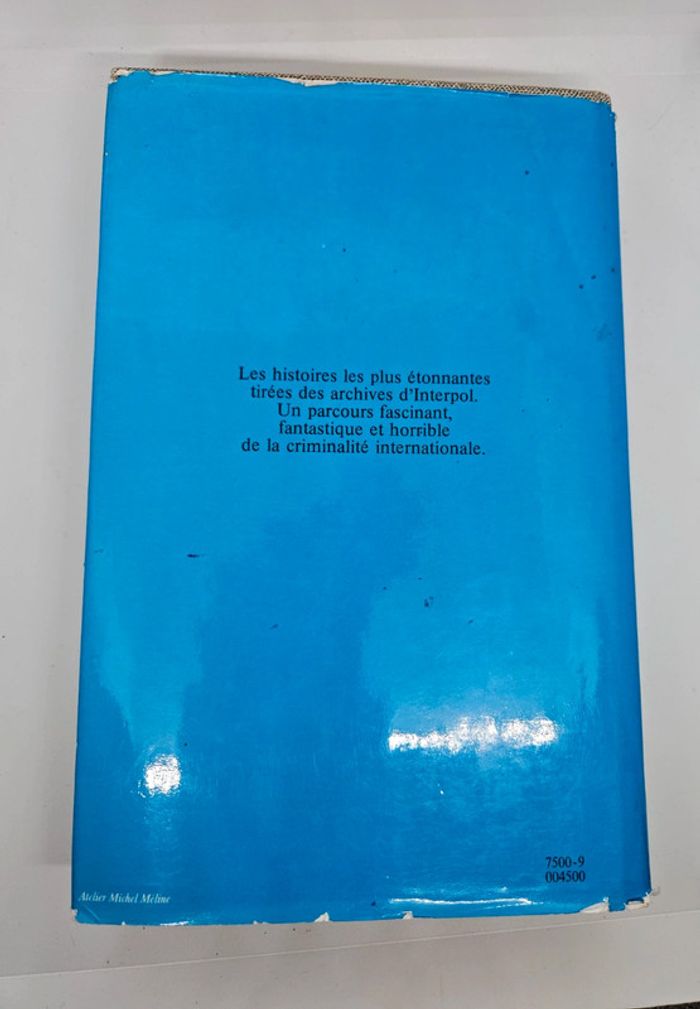 Les histoires les plus étonnantes
tirées des archives d'Interpol.
Un parcours fascinant,
fantastique et horrible
de la criminalité internationale.
7500-9
004500
Atelier Michel Méline